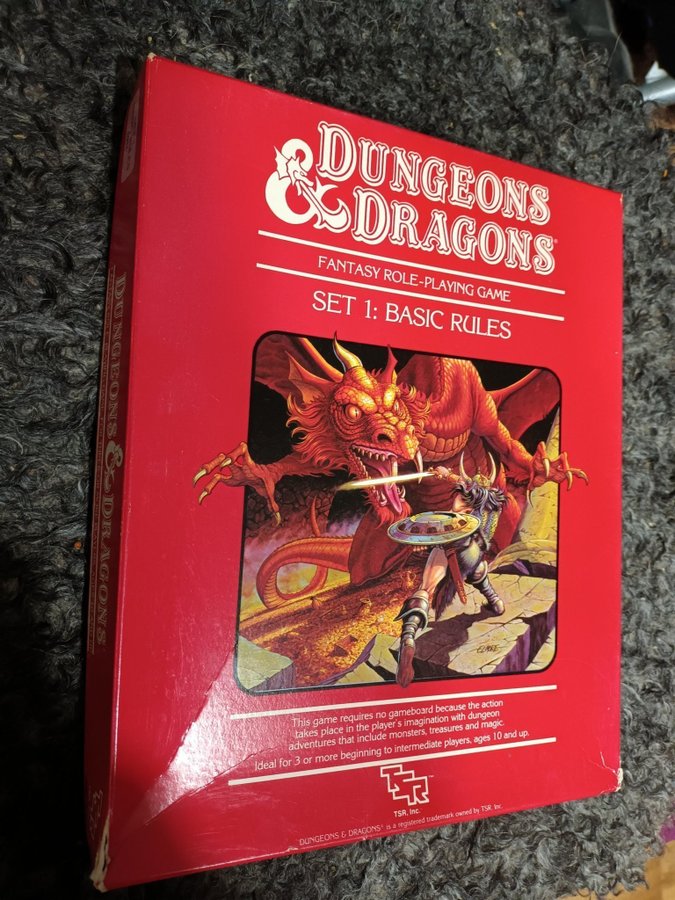 DUNGEONS
& DRAGONS®
FANTASY ROLE-PLAYING GAME
SET 1: BASIC RULES
This game requires no gameboard because the action
takes place in the player's imagination with dungeon
adventures that include monsters, treasures and magic.
Ideal for 3 or more beginning to intermediate players, ages 10 and up.
TSR
TSR, Inc.
DUNGEONS & DRAGONS® is a registered trademark owned by TSR, Inc.
DUNGEONS & DRAGONS®